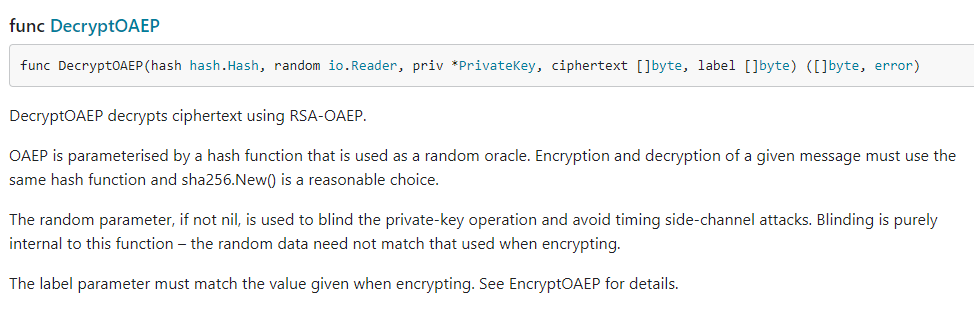 func DecryptOAEP
func DecryptOAEP(hash hash.Hash, random io.Reader, priv *PrivateKey, ciphertext []byte, label []byte) ([]byte, error)
DecryptOAEP decrypts ciphertext using RSA-OAEP.
OAEP is parameterised by a hash function that is used as a random oracle. Encryption and decryption of a given message must use the
same hash function and sha256.New() is a reasonable choice.
The random parameter, if not nil, is used to blind the private-key operation and avoid timing side-channel attacks. Blinding is purely
internal to this function – the random data need not match that used when encrypting.
The label parameter must match the value given when encrypting. See EncryptOAEP for details.